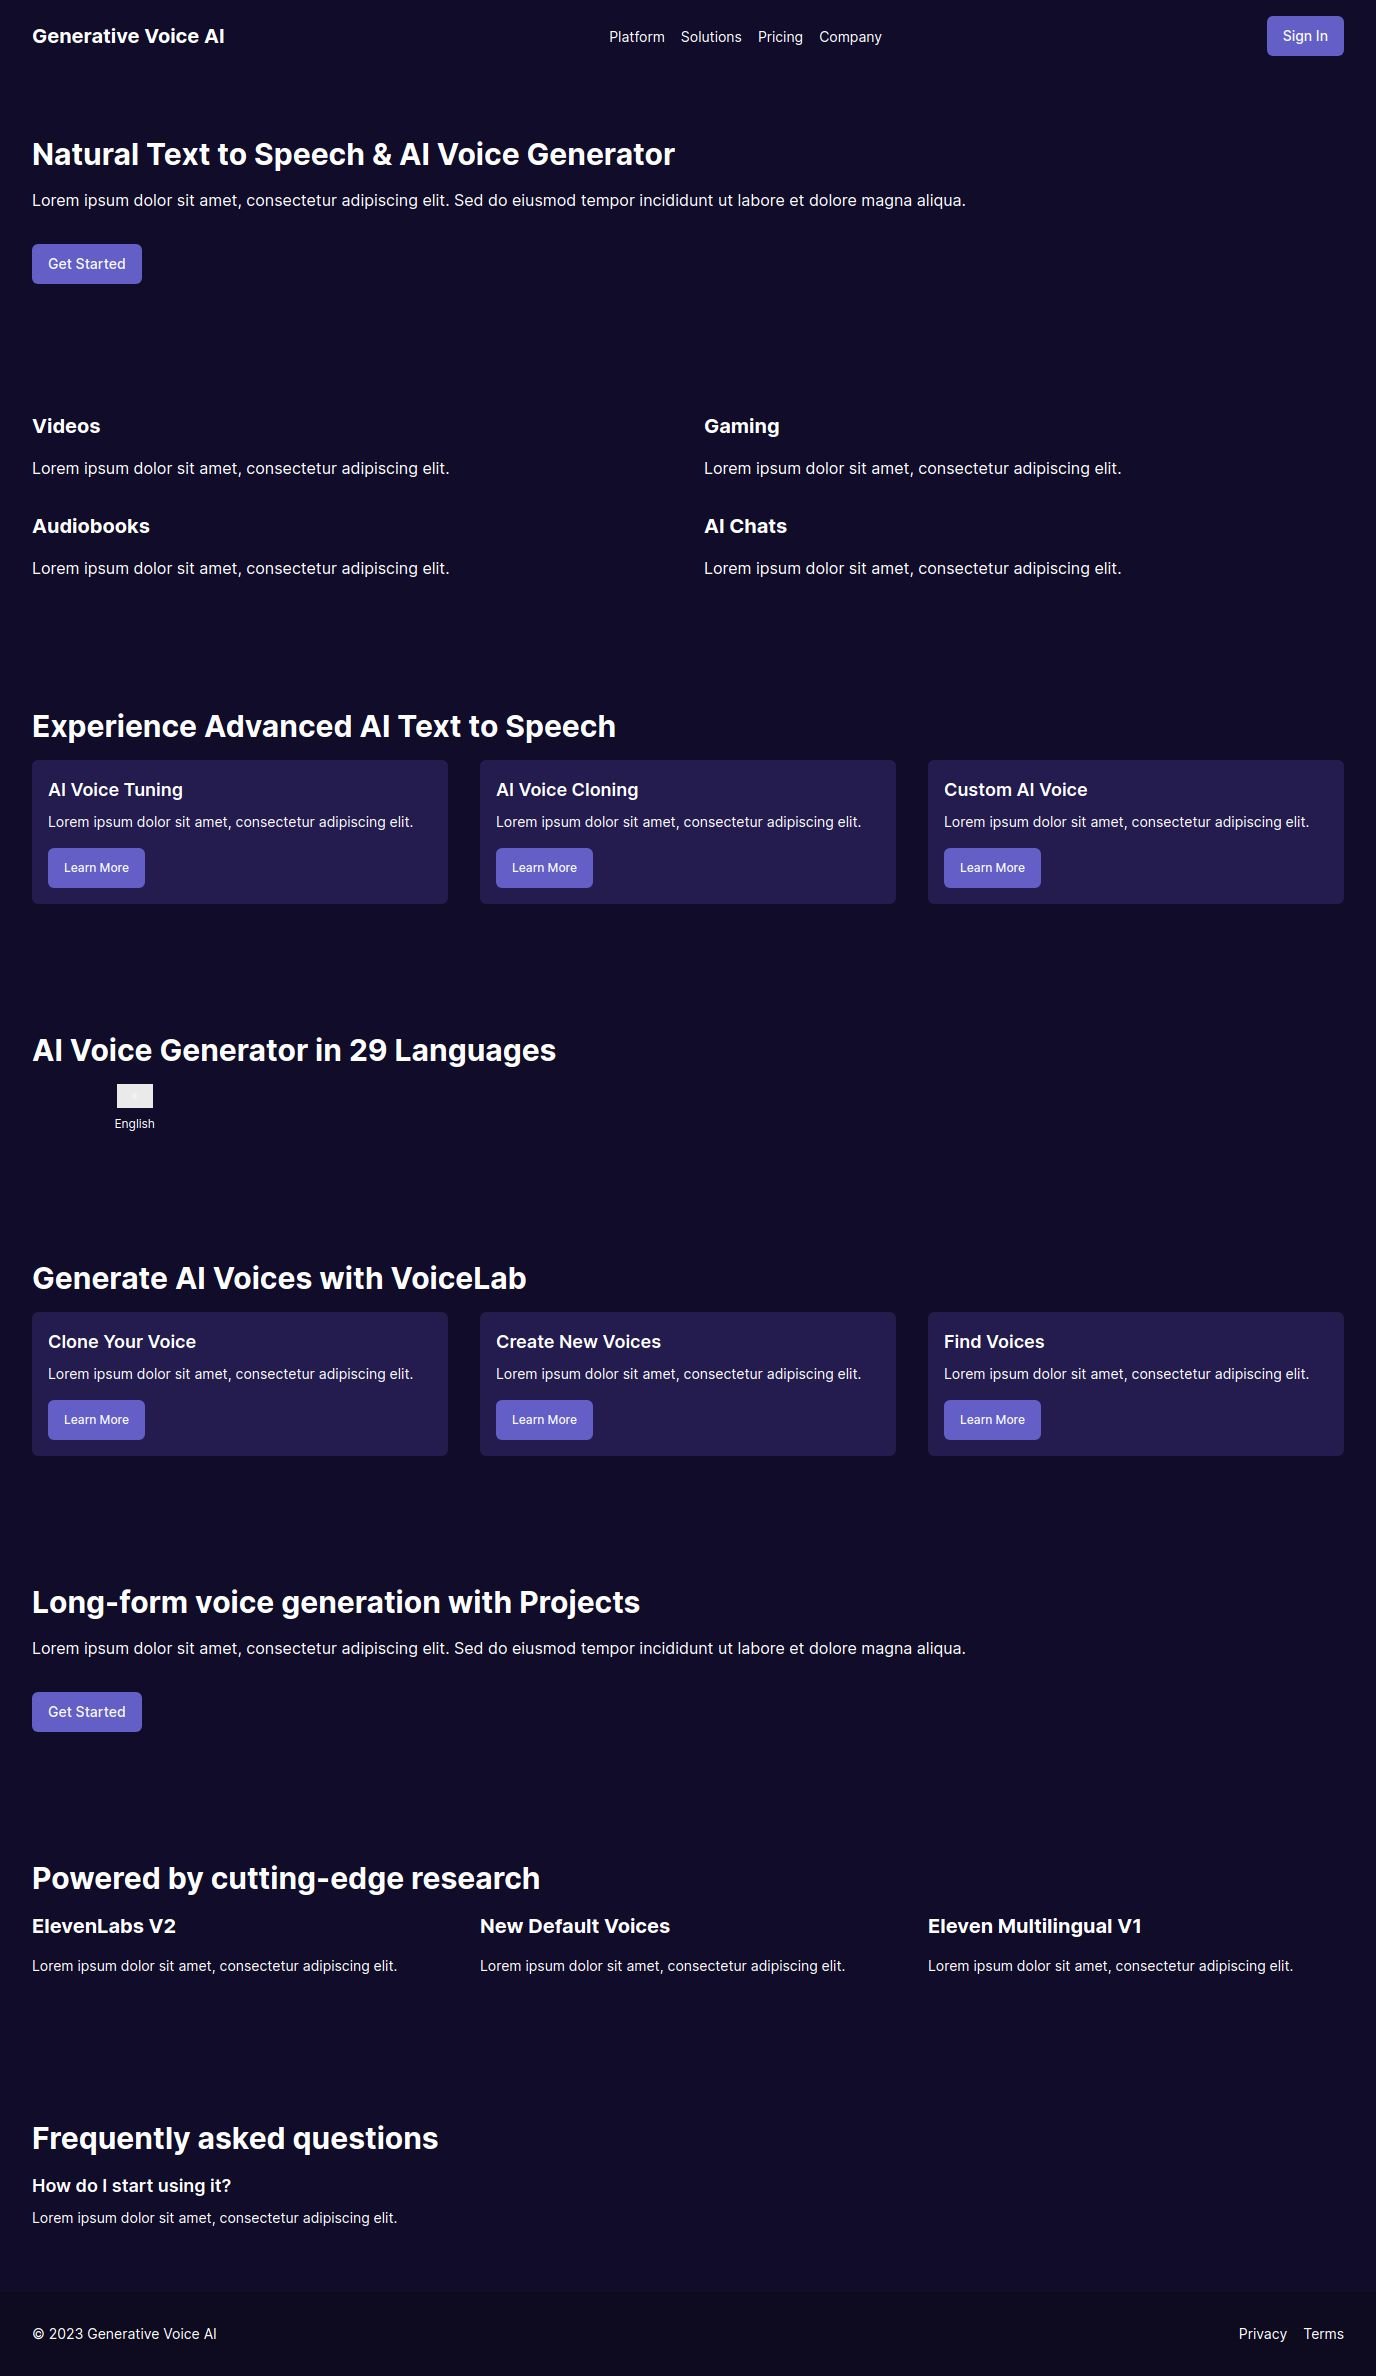 Generative Voice AI
Platform Solutions Pricing Company
Sign In
Natural Text to Speech & AI Voice Generator
Lorem ipsum dolor sit amet, consectetur adipiscing elit. Sed do eiusmod tempor incididunt ut labore et dolore magna aliqua.
Get Started
Videos
Lorem ipsum dolor sit amet, consectetur adipiscing elit.
Gaming
Lorem ipsum dolor sit amet, consectetur adipiscing elit.
Audiobooks
Lorem ipsum dolor sit amet, consectetur adipiscing elit.
AI Chats
Lorem ipsum dolor sit amet, consectetur adipiscing elit.
Experience Advanced AI Text to Speech
AI Voice Tuning
Lorem ipsum dolor sit amet, consectetur adipiscing elit.
Learn More
AI Voice Cloning
Lorem ipsum dolor sit amet, consectetur adipiscing elit.
Learn More
Custom AI Voice
Lorem ipsum dolor sit amet, consectetur adipiscing elit.
Learn More
AI Voice Generator in 29 Languages
English
Generate AI Voices with VoiceLab
Clone Your Voice
Lorem ipsum dolor sit amet, consectetur adipiscing elit.
Learn More
Create New Voices
Lorem ipsum dolor sit amet, consectetur adipiscing elit.
Learn More
Find Voices
Lorem ipsum dolor sit amet, consectetur adipiscing elit.
Learn More
Long-form voice generation with Projects
Lorem ipsum dolor sit amet, consectetur adipiscing elit. Sed do eiusmod tempor incididunt ut labore et dolore magna aliqua.
Get Started
Powered by cutting-edge research
ElevenLabs V2
Lorem ipsum dolor sit amet, consectetur adipiscing elit.
New Default Voices
Lorem ipsum dolor sit amet, consectetur adipiscing elit.
Eleven Multilingual V1
Lorem ipsum dolor sit amet, consectetur adipiscing elit.
Frequently asked questions
How do I start using it?
Lorem ipsum dolor sit amet, consectetur adipiscing elit.
© 2023 Generative Voice AI
Privacy Terms